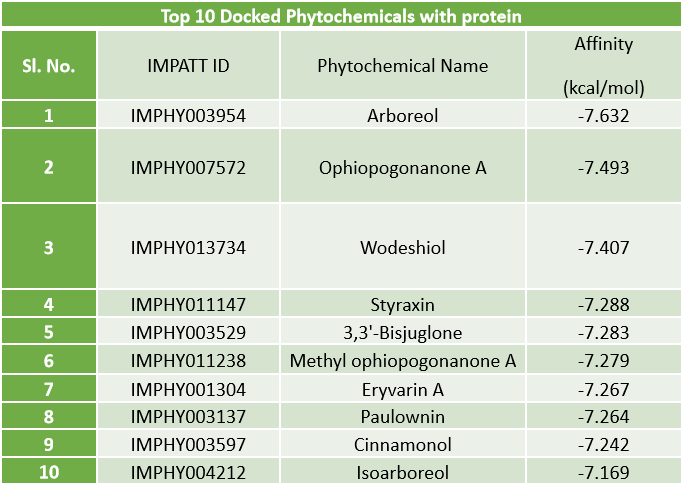 Top 10 Docked Phytochemicals with protein
Sl. No. IMPATT ID Phytochemical Name Affinity
(kcal/mol)
1 IMPHY003954 Arboreol -7.632
2 IMPHY007572 Ophiopogonanone A -7.493
3 IMPHY013734 Wodeshiol -7.407
4 IMPHY011147 Styraxin -7.288
5 IMPHY003529 3,3'-Bisjuglone -7.283
6 IMPHY011238 Methyl ophiopogonanone A -7.279
7 IMPHY001304 Eryvarin A -7.267
8 IMPHY003137 Paulownin -7.264
9 IMPHY003597 Cinnamonol -7.242
10 IMPHY004212 Isoarboreol -7.169